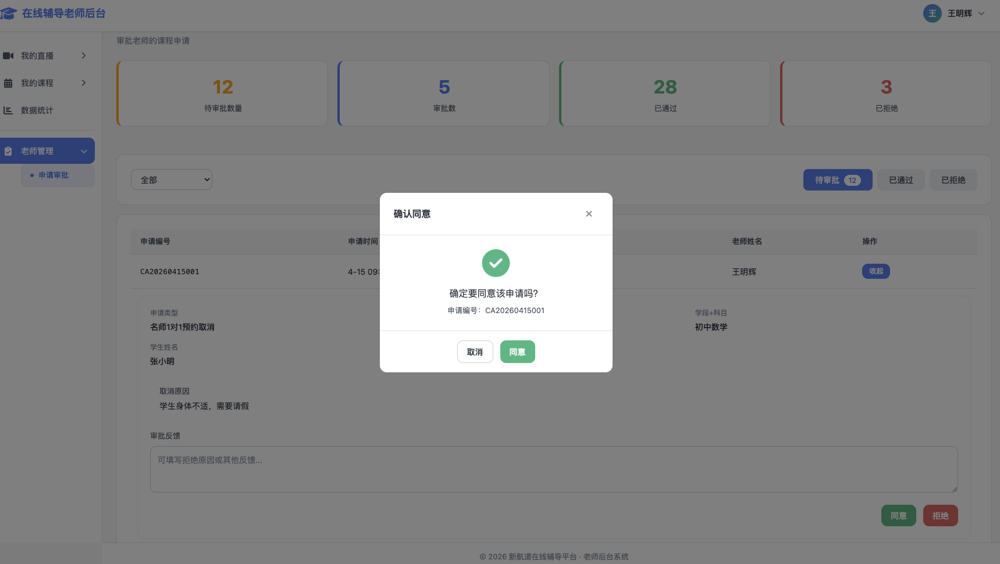 在线辅导老师后台
王 王明辉
我的直播
我的课程
数据统计
老师管理
申请审批
审批老师的课程申请
12
待审批数量
5
审批数
28
已通过
3
已拒绝
全部
待审批 12 已通过 已拒绝
申请编号 申请时间 老师姓名 操作
CA20260415001 4-15 09: 王明辉 收起
申请类型
名师1对1预约取消
学段+科目
初中数学
学生姓名
张小明
取消原因
学生身体不适，需要请假
审批反馈
可填写拒绝原因或其他反馈...
同意 拒绝
确认同意
确定要同意该申请吗？
申请编号：CA20260415001
取消 同意
© 2026 新航道在线辅导平台 · 老师后台系统